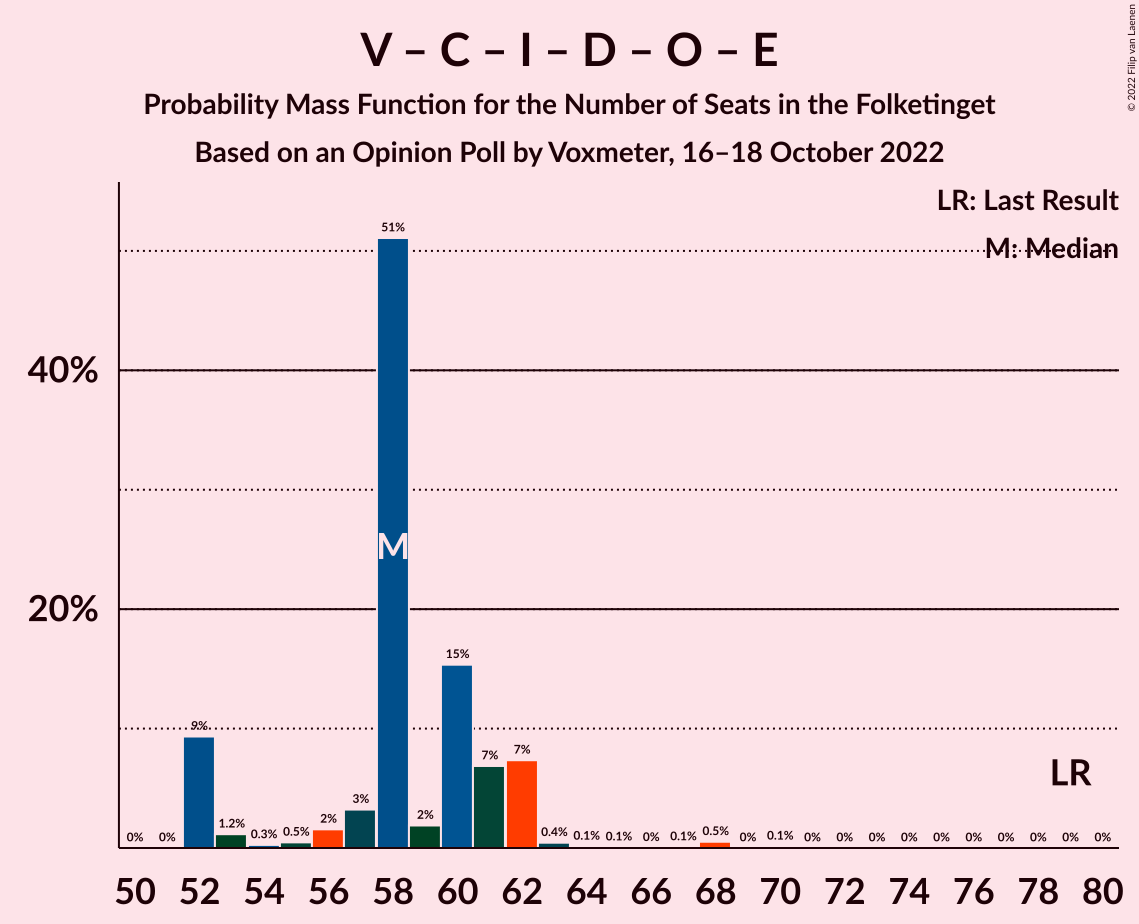 V – C – I – D – O – E
Probability Mass Function for the Number of Seats in the Folketinget
Based on an Opinion Poll by Voxmeter, 16–18 October 2022
© 2022 Filip van Laenen
LR: Last Result
M: Median
40%
20%
0% 0% 9% 1.2% 0.3% 0.5% 2% 3% 51% 2% 15% 7% 7% 0.4% 0.1% 0.1% 0% 0.1% 0.5% 0% 0.1% 0% 0% 0% 0% 0% 0% 0% 0% 0% 0%
M
LR
50 52 54 56 58 60 62 64 66 68 70 72 74 76 78 80